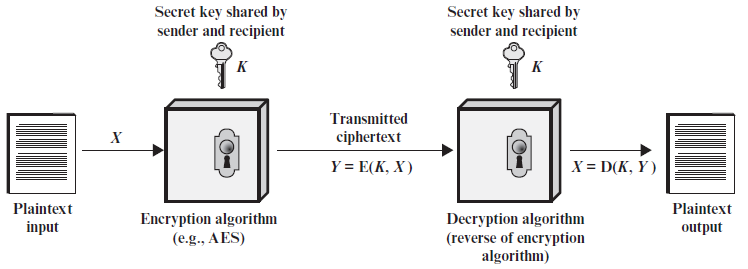 Secret key shared by
sender and recipient
K
Secret key shared by
sender and recipient
K
X
Transmitted
ciphertext
Y = E(K, X)
X = D(K, Y)
Plaintext
input
Encryption algorithm
(e.g., AES)
Decryption algorithm
(reverse of encryption
algorithm)
Plaintext
output